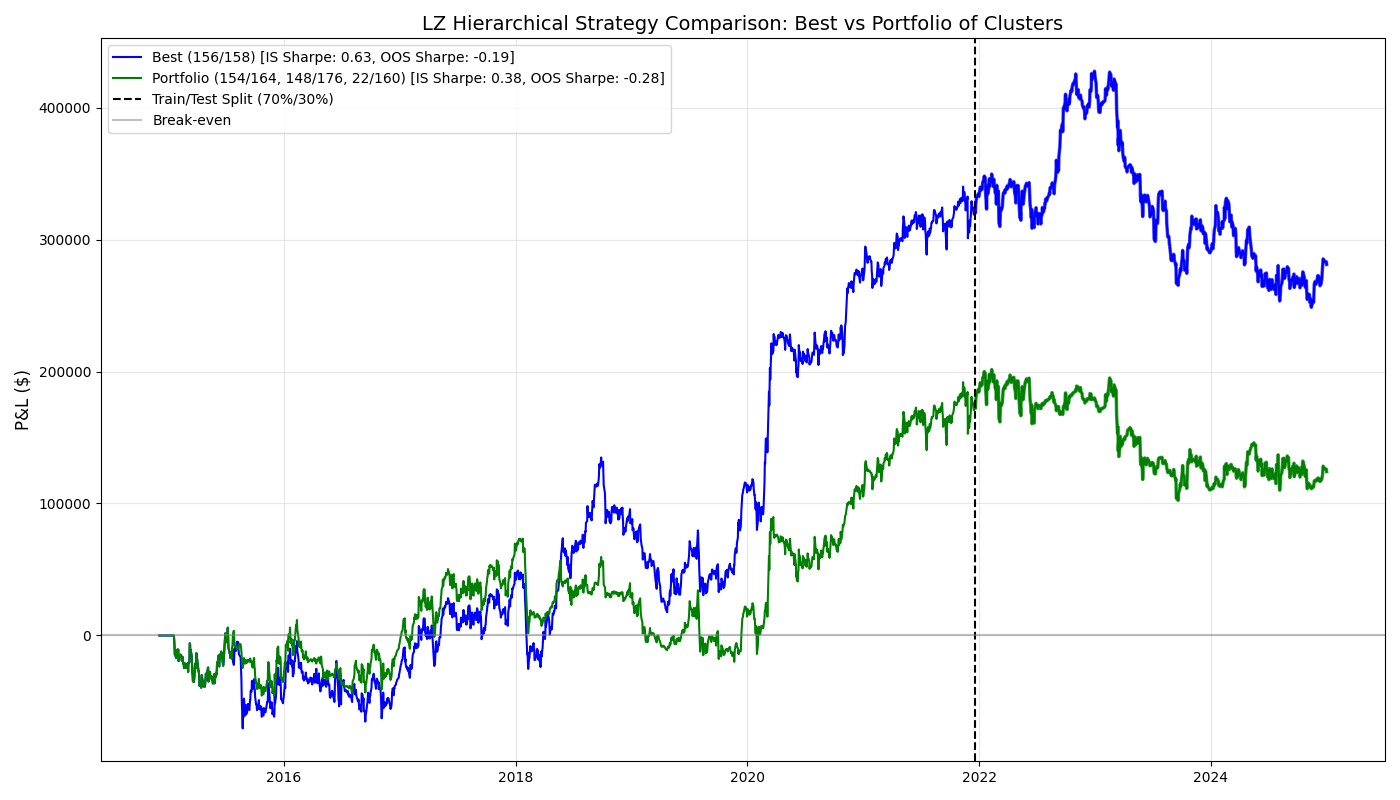 LZ Hierarchical Strategy Comparison: Best vs Portfolio of Clusters
Best (156/158) [IS Sharpe: 0.63, OOS Sharpe: -0.19]
Portfolio (154/164, 148/176, 22/160) [IS Sharpe: 0.38, OOS Sharpe: -0.28]
Train/Test Split (70%/30%)
Break-even
P&L ($)
400000
300000
200000
100000
0
2016
2018
2020
2022
2024